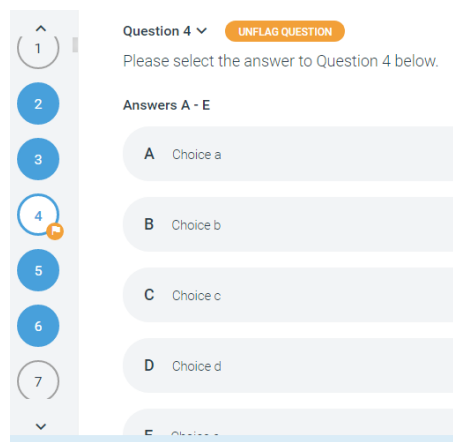 1
2
3
4
5
6
7
Question 4
UNFLAG QUESTION
Please select the answer to Question 4 below.
Answers A - E
A Choice a
B Choice b
C Choice c
D Choice d